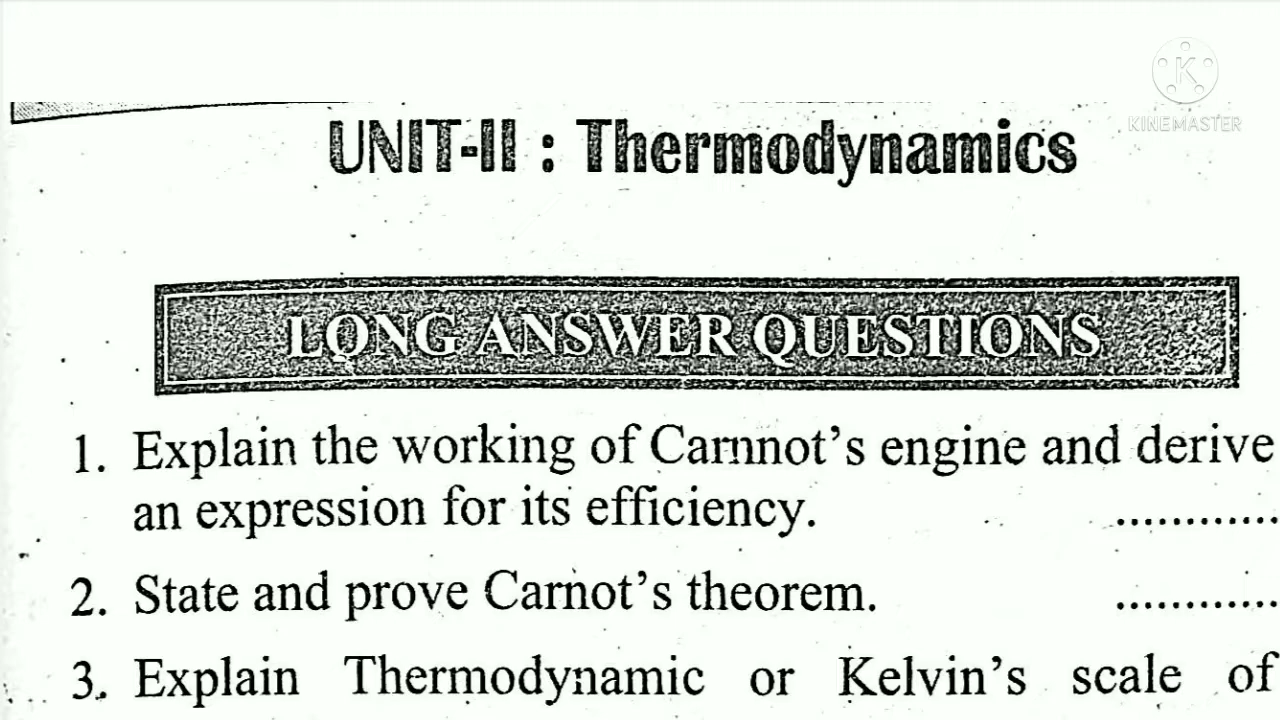 K
KINEMASTER
UNIT-II : Thermodynamics
LONG ANSWER QUESTIONS
1. Explain the working of Carnnot's engine and derive
an expression for its efficiency. ............
2. State and prove Carnot's theorem. ............
3. Explain Thermodynamic or Kelvin's scale of